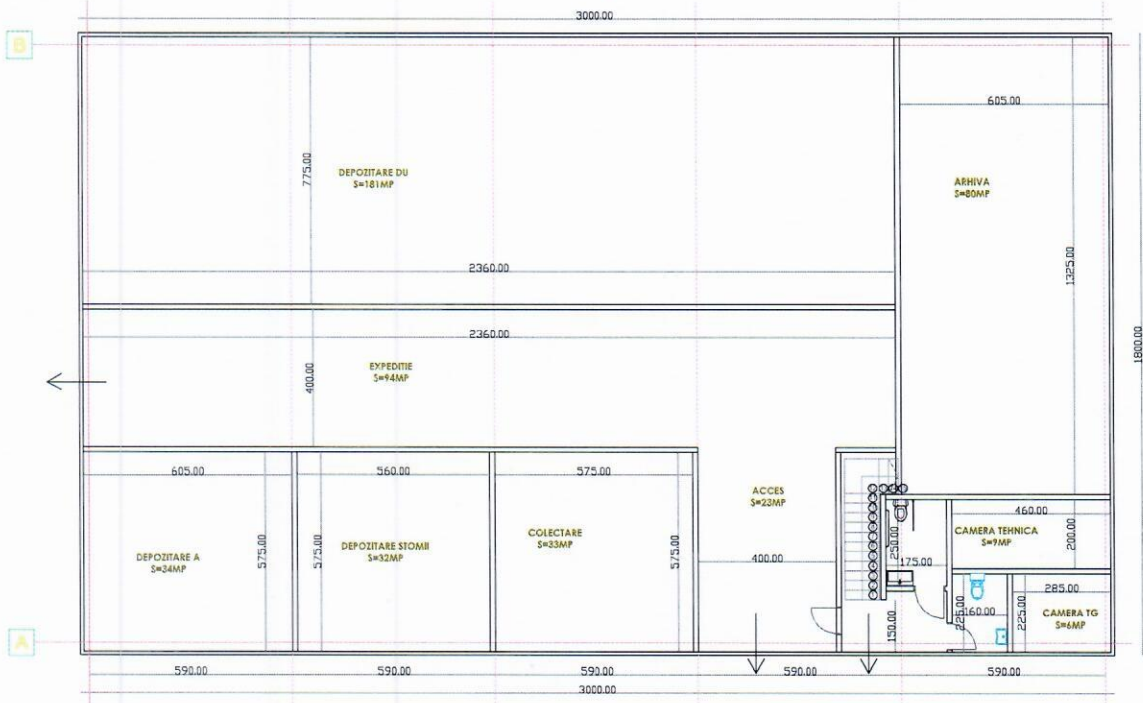 3000.00
B
605.00
775.00
DEPOZITARE DU
S=181MP
ARHIVA
S=80MP
2360.00
1325.00
2360.00
1800.00
EXPEDITIE
S=94MP
400.00
605.00
560.00
575.00
ACCES
S=23MP
460.00
CAMERA TEHNICA
S=9MP
200.00
250.00
175.00
DEPOZITARE A
S=34MP
575.00
575.00
DEPOZITARE STOMII
S=32MP
COLECTARE
S=33MP
575.00
400.00
285.00
CAMERA TG
S=6MP
225.00
160.00
225.00
150.00
A
590.00
590.00
590.00
590.00
590.00
3000.00